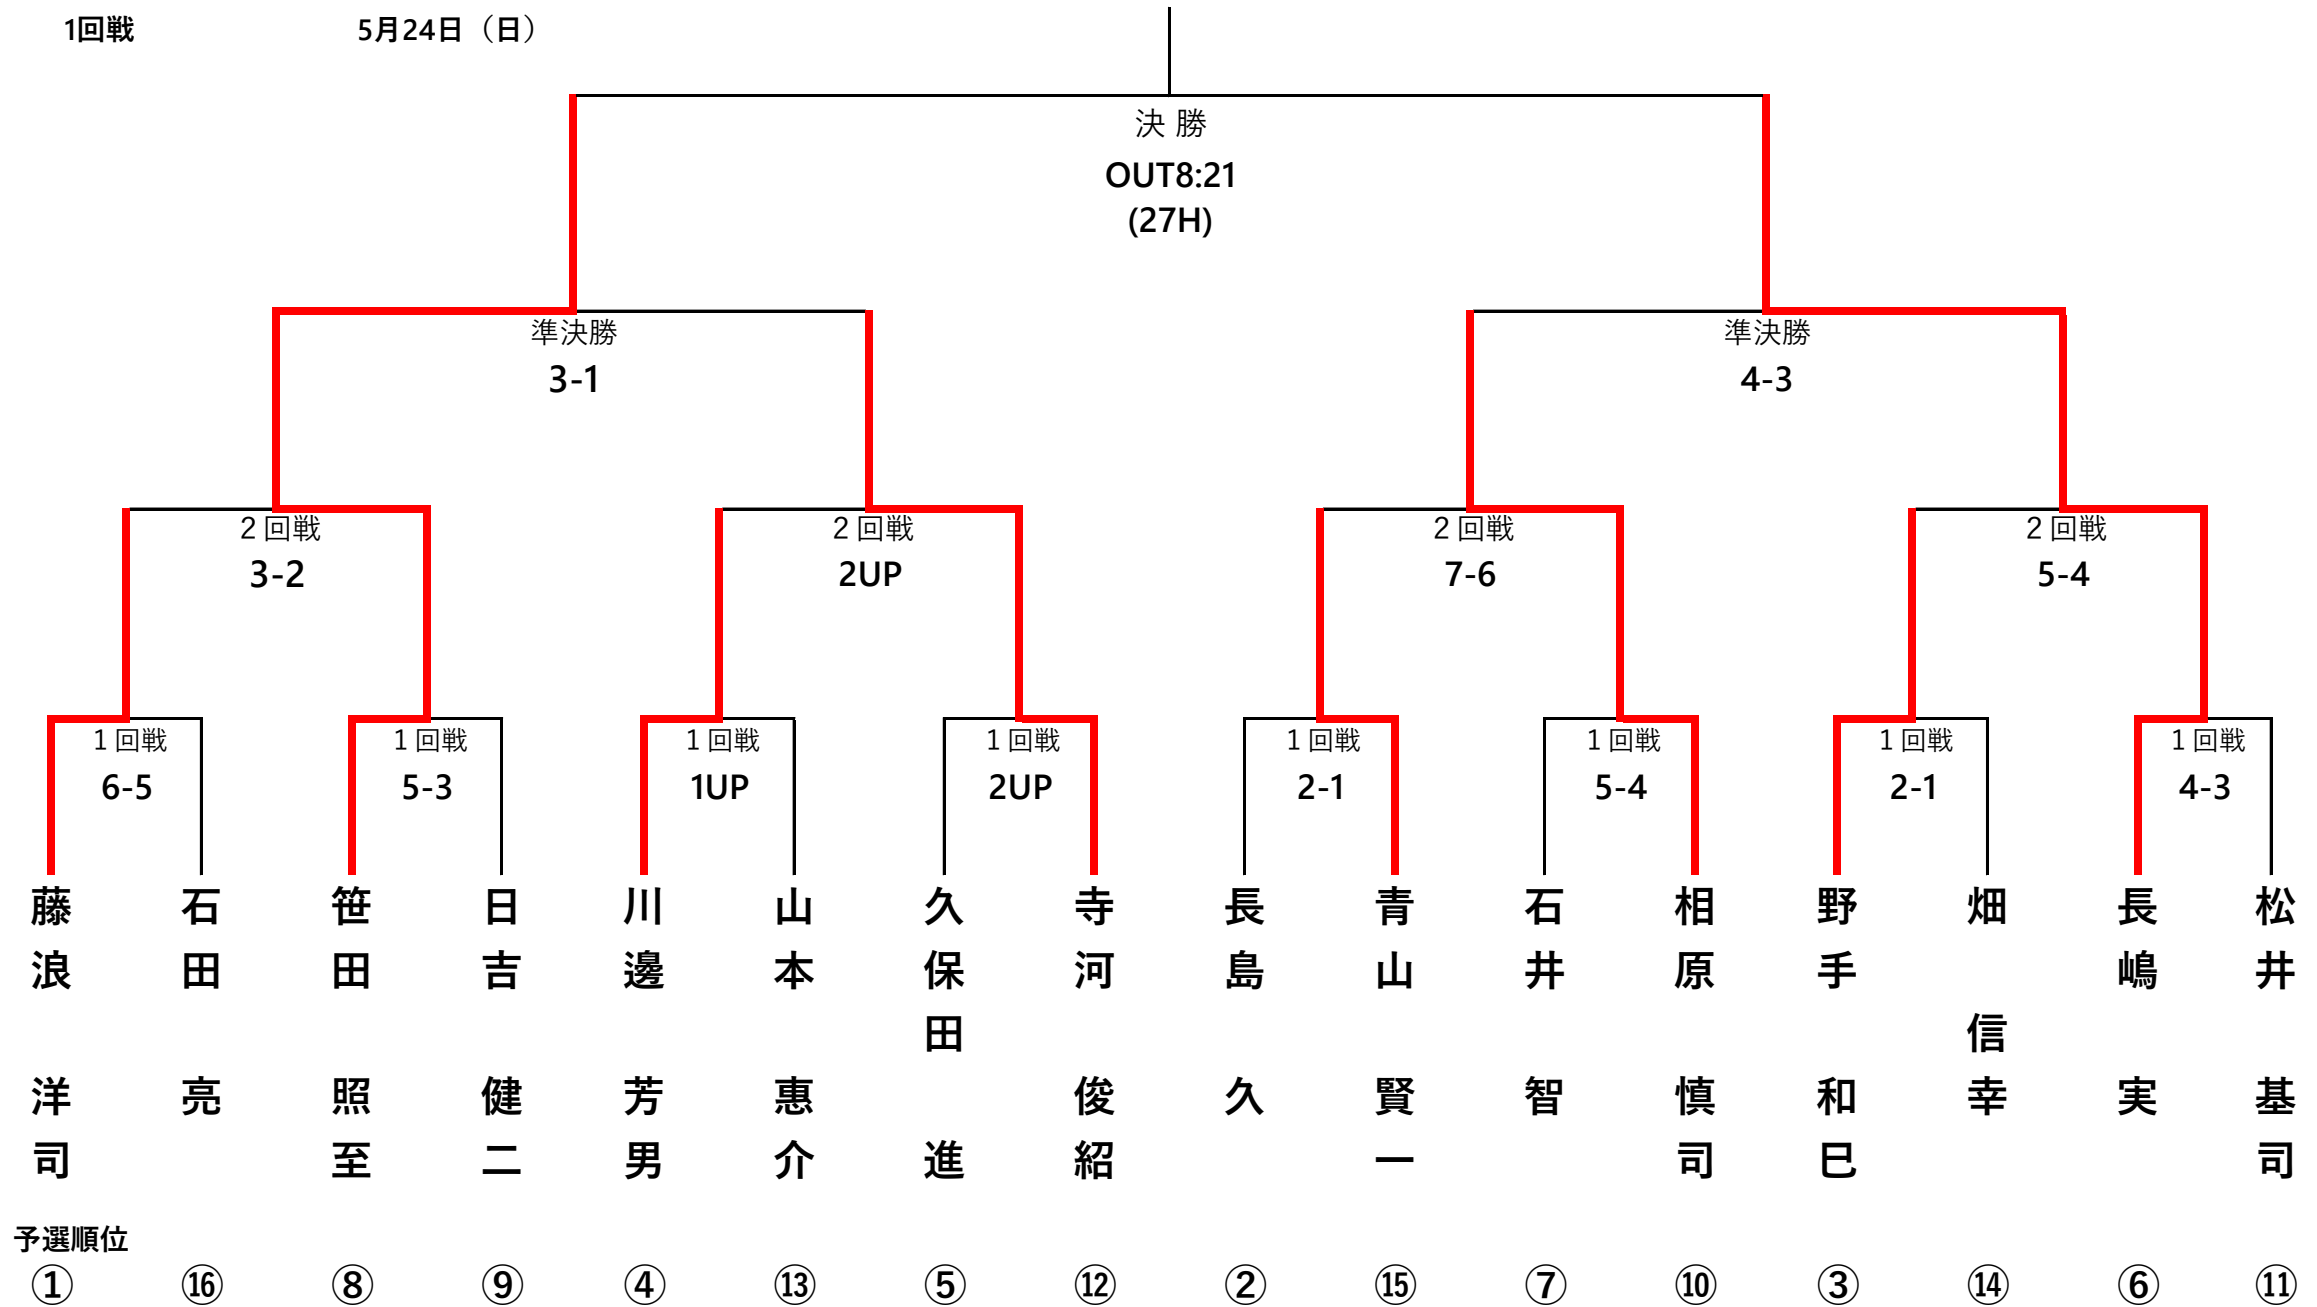 1回戦 5月24日（日）
決 勝
OUT8:21
(27H)
準決勝 準決勝
3-1 4-3
2回戦 2回戦 2回戦 2回戦
3-2 2UP 7-6 5-4
1回戦 1回戦 1回戦 1回戦 1回戦 1回戦 1回戦 1回戦
6-5 5-3 1UP 2UP 2-1 5-4 2-1 4-3
藤浪 洋司
石田 亮
笹田 照至
日吉 健二
川邊 芳男
山本 惠介
久保田 進
寺河 俊紹
長島 久
青山 賢一
石井 智
相原 慎司
野手 和巳
畑 信幸
長嶋 実
松井 基司
予選順位
① ⑯ ⑧ ⑨ ④ ⑬ ⑤ ⑫ ② ⑮ ⑦ ⑩ ③ ⑭ ⑥ ⑪